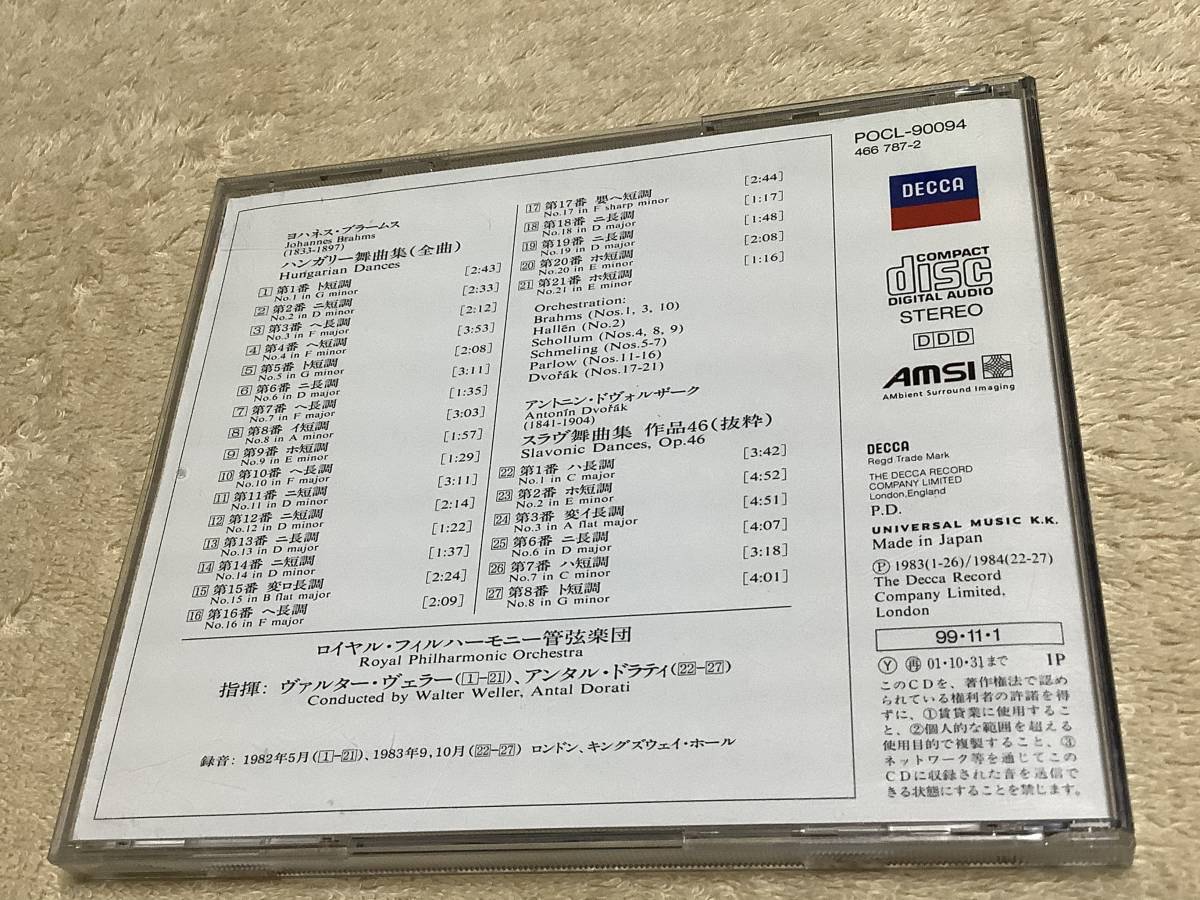 ヨハネス・ブラームス
Johannes Brahms
(1833-1897)
ハンガリー舞曲集(全曲)
Hungarian Dances
1 第1番 ト短調 [2:43]
No.1 in G minor
2 第2番 ニ短調 [2:33]
No.2 in D minor
3 第3番 ヘ長調 [2:12]
No.3 in F major
4 第4番 ヘ短調 [3:53]
No.4 in F minor
5 第5番 ト短調 [2:08]
No.5 in G minor
6 第6番 ニ長調 [3:11]
No.6 in D major
7 第7番 ヘ長調 [1:35]
No.7 in F major
8 第8番 イ短調 [3:03]
No.8 in A minor
9 第9番 ホ短調 [1:57]
No.9 in E minor
10 第10番 ヘ長調 [1:29]
No.10 in F major
11 第11番 ニ短調 [3:11]
No.11 in D minor
12 第12番 ニ短調 [2:14]
No.12 in D minor
13 第13番 ニ長調 [1:22]
No.13 in D major
14 第14番 ニ短調 [1:37]
No.14 in D minor
15 第15番 変ロ長調 [2:24]
No.15 in B flat major
16 第16番 ヘ長調 [2:09]
No.16 in F major
17 第17番 嬰ヘ短調 [2:44]
No.17 in F sharp minor
18 第18番 ニ長調 [1:17]
No.18 in D major
19 第19番 ニ長調 [1:48]
No.19 in D major
20 第20番 ホ短調 [2:08]
No.20 in E minor
21 第21番 ホ短調 [1:16]
No.21 in E minor
Orchestration:
Brahms (Nos.1, 3, 10)
Hallēn (No.2)
Schollum (Nos.4, 8, 9)
Schmeling (Nos.5-7)
Parlow (Nos.11-16)
Dvořák (Nos.17-21)
アントニン・ドヴォルザーク
Antonín Dvořák
(1841-1904)
スラヴ舞曲集 作品46(抜粋)
Slavonic Dances, Op.46
22 第1番 ハ長調 [3:42]
No.1 in C major
23 第2番 ホ短調 [4:52]
No.2 in E minor
24 第3番 変イ長調 [4:51]
No.3 in A flat major
25 第6番 ニ長調 [4:07]
No.6 in D major
26 第7番 ハ短調 [3:18]
No.7 in C minor
27 第8番 ト短調 [4:01]
No.8 in G minor
ロイヤル・フィルハーモニー管弦楽団
Royal Philharmonic Orchestra
指揮: ヴァルター・ヴェラー(1-21)、アンタル・ドラティ(22-27)
Conducted by Walter Weller, Antal Dorati
録音: 1982年5月(1-21)、1983年9,10月(22-27) ロンドン、キングズウェイ・ホール
POCL-90094
466 787-2
DECCA
COMPACT
disc
DIGITAL AUDIO
STEREO
DDD
AMSI
AMbient Surround Imaging
DECCA
Regd Trade Mark
THE DECCA RECORD
COMPANY LIMITED
London,England
P.D.
UNIVERSAL MUSIC K.K.
Made in Japan
Ⓟ 1983(1-26)/1984(22-27)
The Decca Record
Company Limited,
London
99・11・1
Ⓨ 再 01・10・31まで 1P
このCDを、著作権法で認め
られている権利者の許諾を得
ずに、①賃貸業に使用するこ
と、②個人的な範囲を超える
使用目的で複製すること、③
ネットワーク等を通じてこの
CDに収録された音を送信で
きる状態にすることを禁じます。